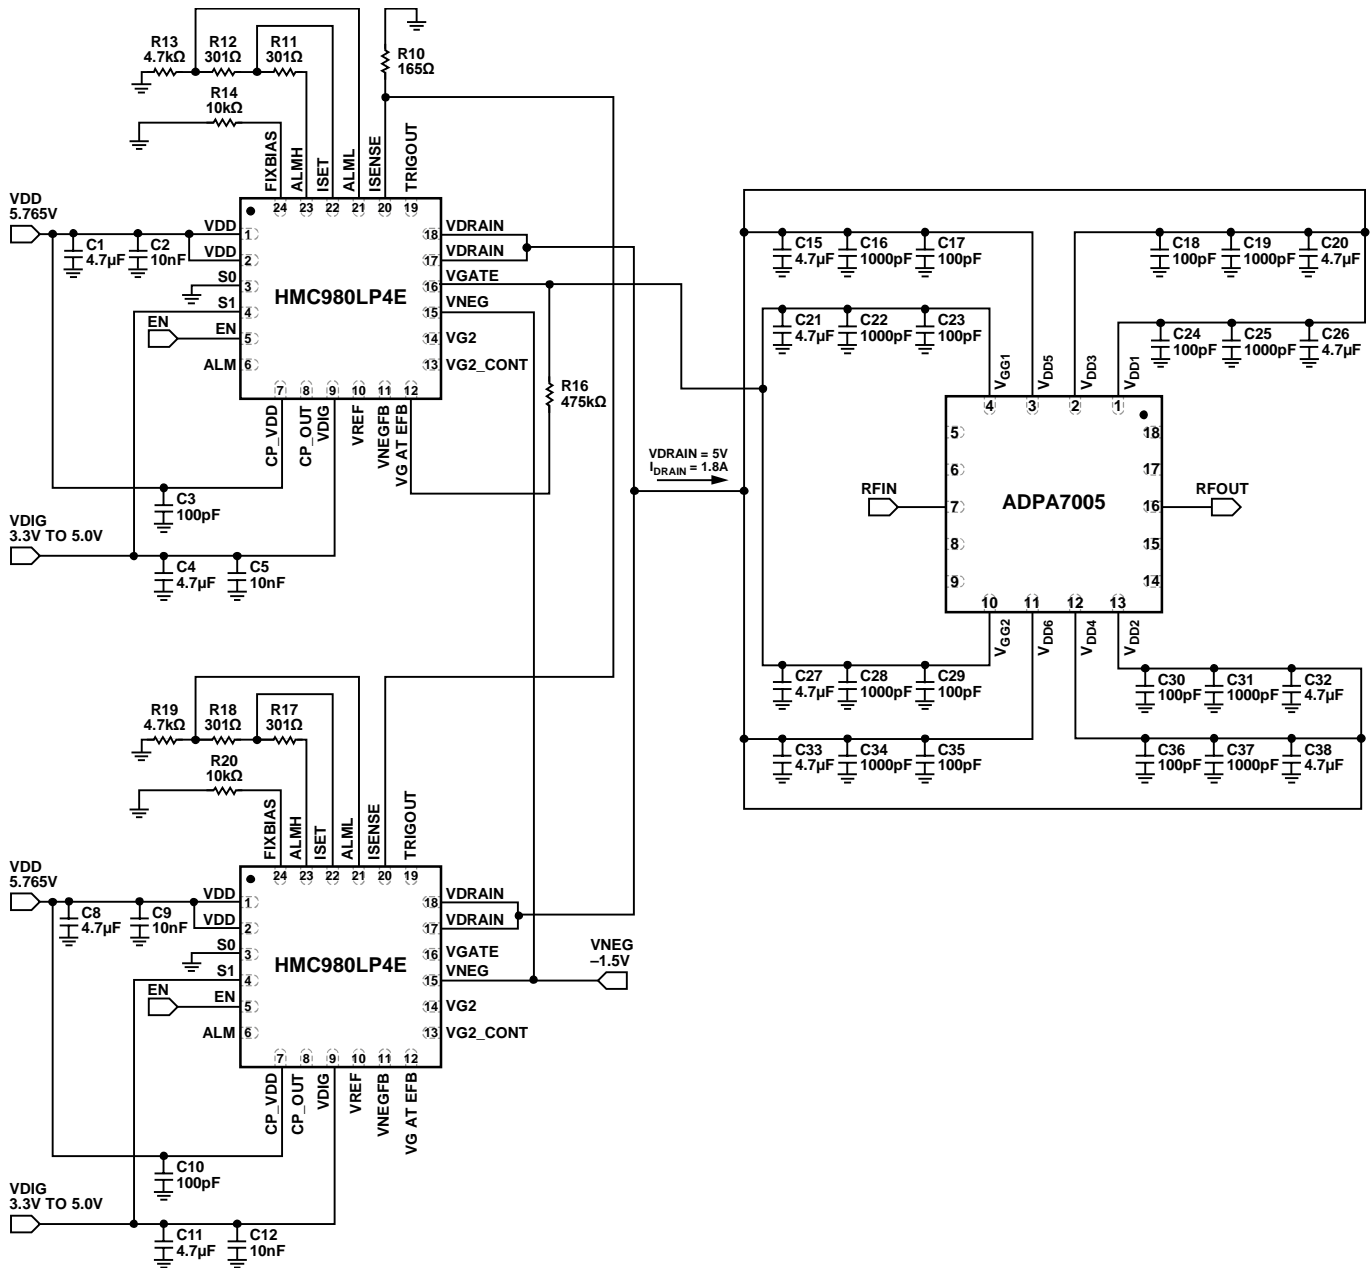 R13
4.7kΩ
R12
301Ω
R11
301Ω
R10
165Ω
R14
10kΩ
FIXBIAS
ALMH
ISET
ALML
ISENSE
TRIGOUT
24
23
22
21
20
19
VDD
5.765V
C1
4.7µF
C2
10nF
VDD
VDD
S0
S1
EN
EN
ALM
1
2
3
4
5
6
HMC980LP4E
18
17
16
15
14
13
VDRAIN
VDRAIN
VGATE
VNEG
VG2
VG2_CONT
7
8
9
10
11
12
CP_VDD
CP_OUT
VDIG
VREF
VNEGFB
VG AT EFB
R16
475kΩ
C3
100pF
VDIG
3.3V TO 5.0V
C4
4.7µF
C5
10nF
VDRAIN = 5V
IDRAIN = 1.8A
C15
4.7µF
C16
1000pF
C17
100pF
C18
100pF
C19
1000pF
C20
4.7µF
C21
4.7µF
C22
1000pF
C23
100pF
C24
100pF
C25
1000pF
C26
4.7µF
VGG1
VDD5
VDD3
VDD1
4
3
2
1
5
6
7
8
9
18
17
16
15
14
RFIN
ADPA7005
RFOUT
10
11
12
13
VGG2
VDD6
VDD4
VDD2
C27
4.7µF
C28
1000pF
C29
100pF
C30
100pF
C31
1000pF
C32
4.7µF
C33
4.7µF
C34
1000pF
C35
100pF
C36
100pF
C37
1000pF
C38
4.7µF
R19
4.7kΩ
R18
301Ω
R17
301Ω
R20
10kΩ
FIXBIAS
ALMH
ISET
ALML
ISENSE
TRIGOUT
24
23
22
21
20
19
VDD
5.765V
C8
4.7µF
C9
10nF
VDD
VDD
S0
S1
EN
EN
ALM
1
2
3
4
5
6
HMC980LP4E
18
17
16
15
14
13
VDRAIN
VDRAIN
VGATE
VNEG
VG2
VG2_CONT
VNEG
–1.5V
7
8
9
10
11
12
CP_VDD
CP_OUT
VDIG
VREF
VNEGFB
VG AT EFB
C10
100pF
VDIG
3.3V TO 5.0V
C11
4.7µF
C12
10nF